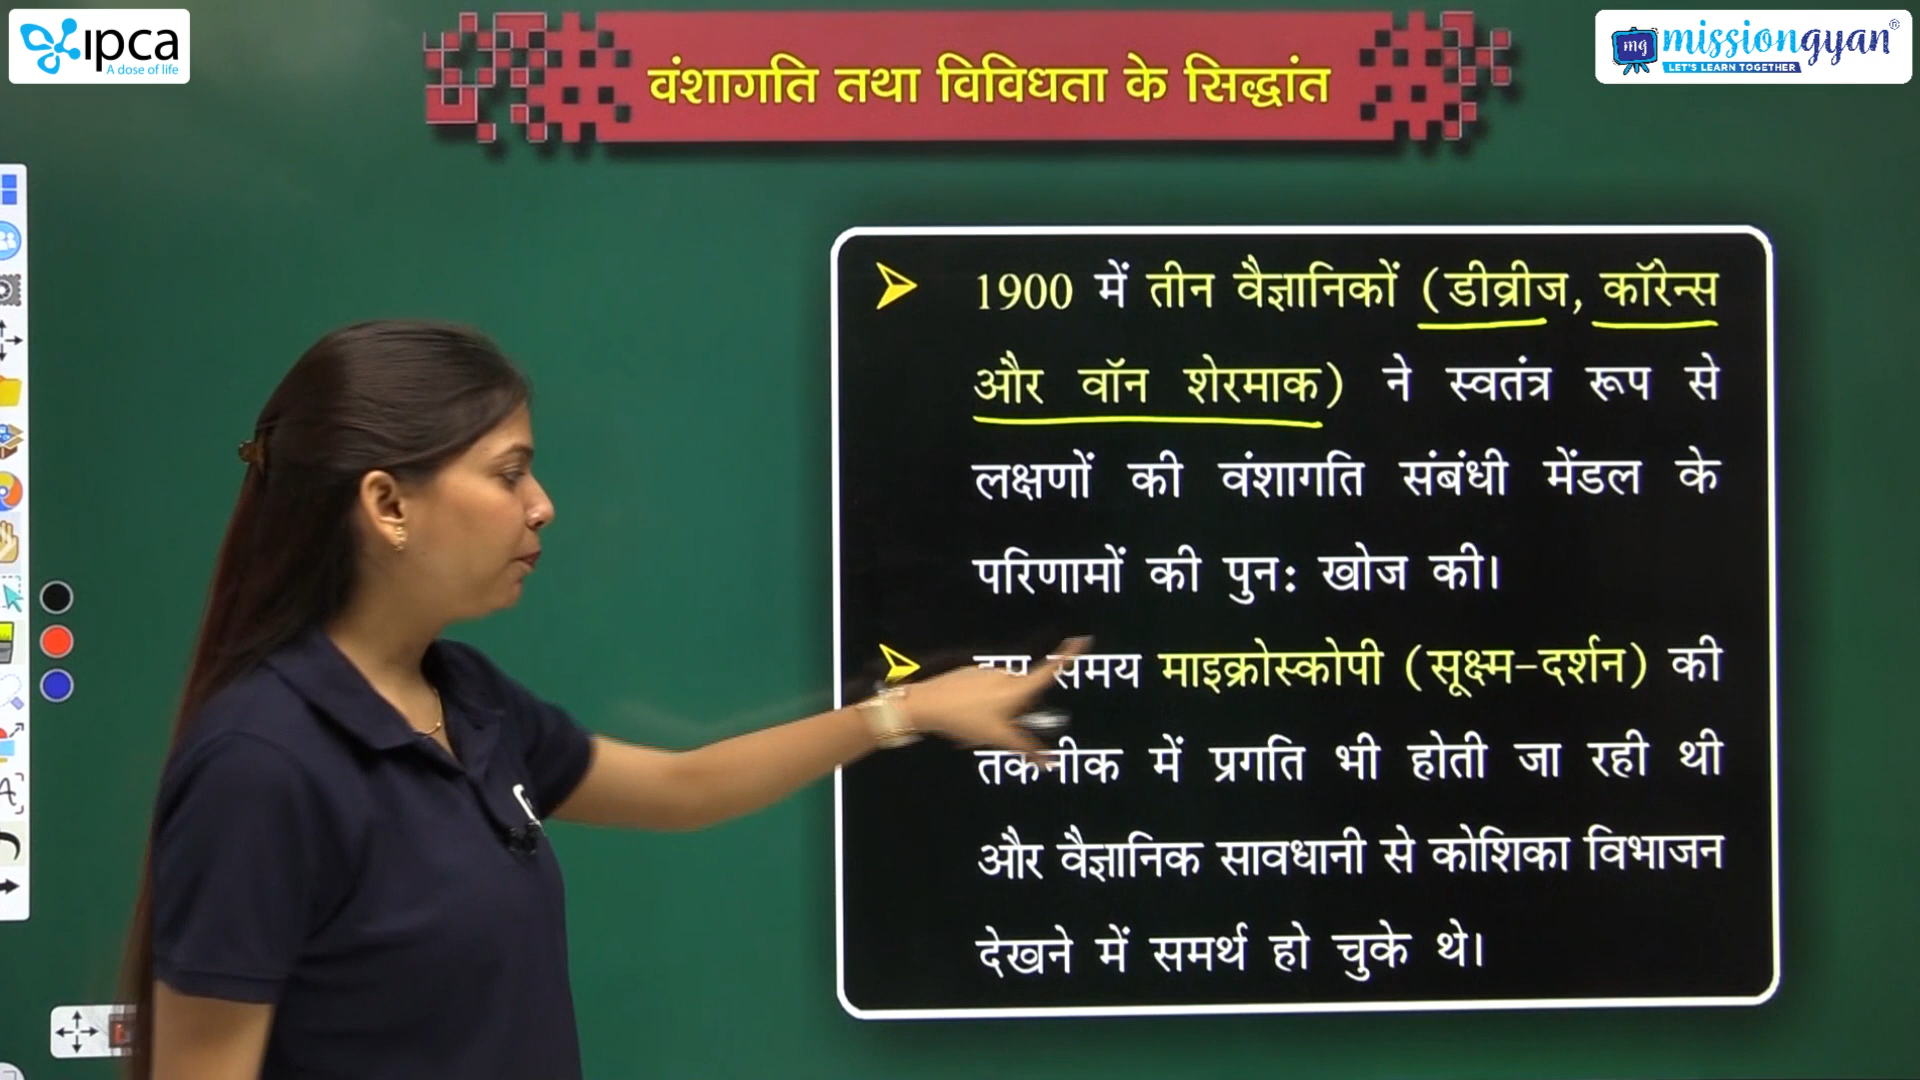 ipca
A dose of life
missiongyan
mg
LET'S LEARN TOGETHER
वंशागति तथा विविधता के सिद्धांत
1900 में तीन वैज्ञानिकों (डीव्रीज, कॉरेन्स
और वॉन शेरमाक) ने स्वतंत्र रूप से
लक्षणों की वंशागति संबंधी मेंडल के
परिणामों की पुन: खोज की।
समय माइक्रोस्कोपी (सूक्ष्म-दर्शन) की
तकनीक में प्रगति भी होती जा रही थी
और वैज्ञानिक सावधानी से कोशिका विभाजन
देखने में समर्थ हो चुके थे।